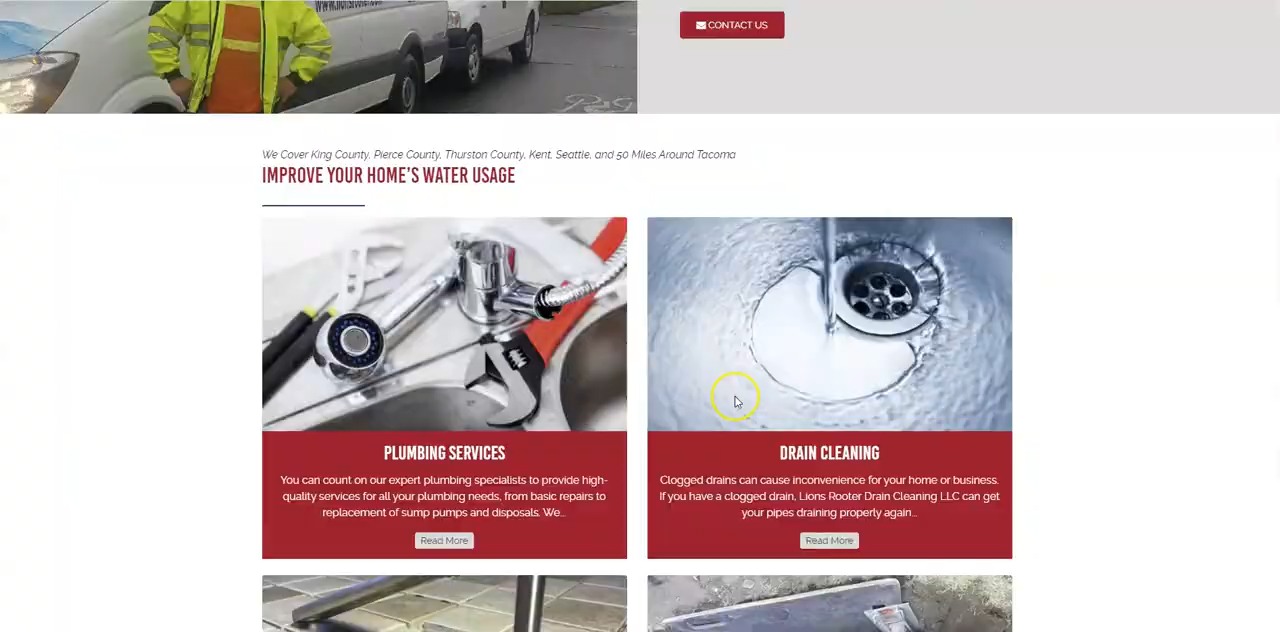 CONTACT US
We Cover King County, Pierce County, Thurston County, Kent, Seattle, and 50 Miles Around Tacoma
IMPROVE YOUR HOME'S WATER USAGE
PLUMBING SERVICES
You can count on our expert plumbing specialists to provide high-
quality services for all your plumbing needs, from basic repairs to
replacement of sump pumps and disposals. We...
Read More
DRAIN CLEANING
Clogged drains can cause inconvenience for your home or business.
If you have a clogged drain, Lions Rooter Drain Cleaning LLC can get
your pipes draining properly again...
Read More